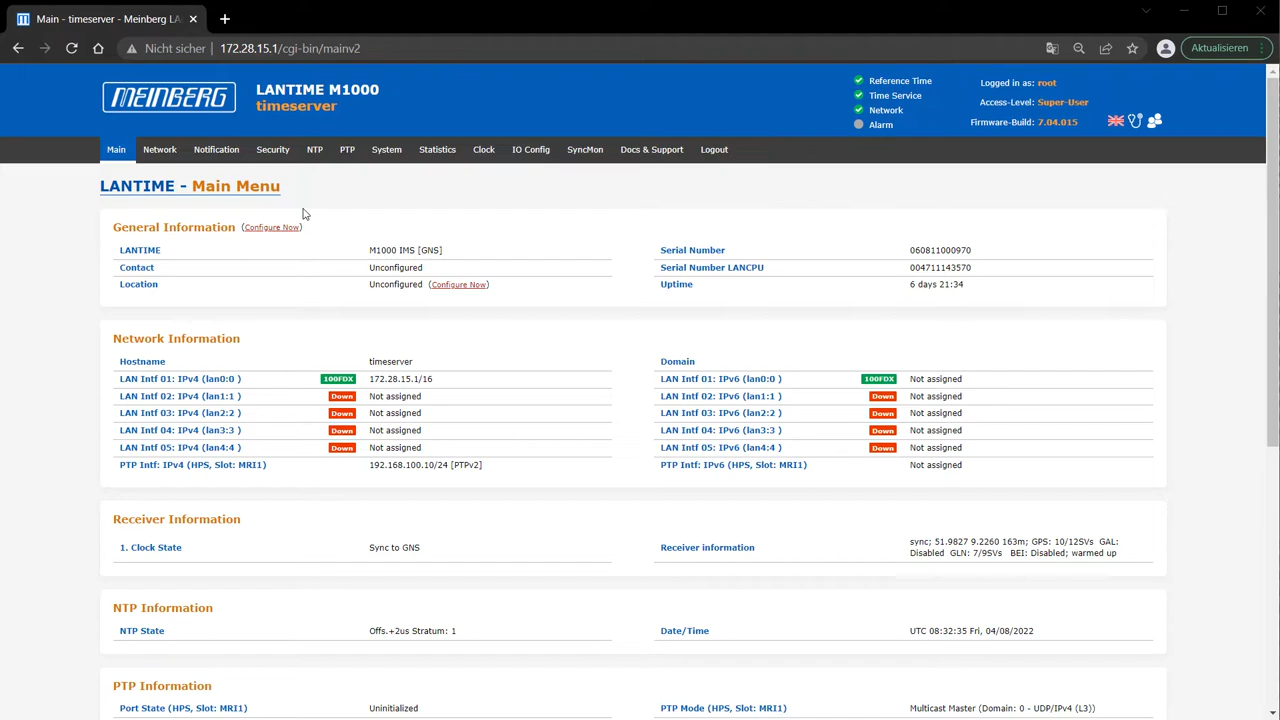 Main - timeserver - Meinberg LA
Nicht sicher 172.28.15.1/cgi-bin/mainv2 Aktualisieren
MEINBERG
LANTIME M1000
timeserver
Reference Time
Time Service
Network
Alarm
Logged in as: root
Access-Level: Super-User
Firmware-Build: 7.04.015
Main Network Notification Security NTP PTP System Statistics Clock IO Config SyncMon Docs & Support Logout
LANTIME - Main Menu
General Information (Configure Now)
LANTIME M1000 IMS [GNS] Serial Number 060811000970
Contact Unconfigured Serial Number LANCPU 004711143570
Location Unconfigured (Configure Now) Uptime 6 days 21:34
Network Information
Hostname timeserver Domain
LAN Intf 01: IPv4 (lan0:0 ) 100FDX 172.28.15.1/16 LAN Intf 01: IPv6 (lan0:0 ) 100FDX Not assigned
LAN Intf 02: IPv4 (lan1:1 ) Down Not assigned LAN Intf 02: IPv6 (lan1:1 ) Down Not assigned
LAN Intf 03: IPv4 (lan2:2 ) Down Not assigned LAN Intf 03: IPv6 (lan2:2 ) Down Not assigned
LAN Intf 04: IPv4 (lan3:3 ) Down Not assigned LAN Intf 04: IPv6 (lan3:3 ) Down Not assigned
LAN Intf 05: IPv4 (lan4:4 ) Down Not assigned LAN Intf 05: IPv6 (lan4:4 ) Down Not assigned
PTP Intf: IPv4 (HPS, Slot: MRI1) 192.168.100.10/24 [PTPv2] PTP Intf: IPv6 (HPS, Slot: MRI1) Not assigned
Receiver Information
1. Clock State Sync to GNS Receiver information sync; 51.9827 9.2260 163m; GPS: 10/12SVs GAL:
Disabled GLN: 7/9SVs BEI: Disabled; warmed up
NTP Information
NTP State Offs.+2us Stratum: 1 Date/Time UTC 08:32:35 Fri, 04/08/2022
PTP Information
Port State (HPS, Slot: MRI1) Uninitialized PTP Mode (HPS, Slot: MRI1) Multicast Master (Domain: 0 - UDP/IPv4 (L3))